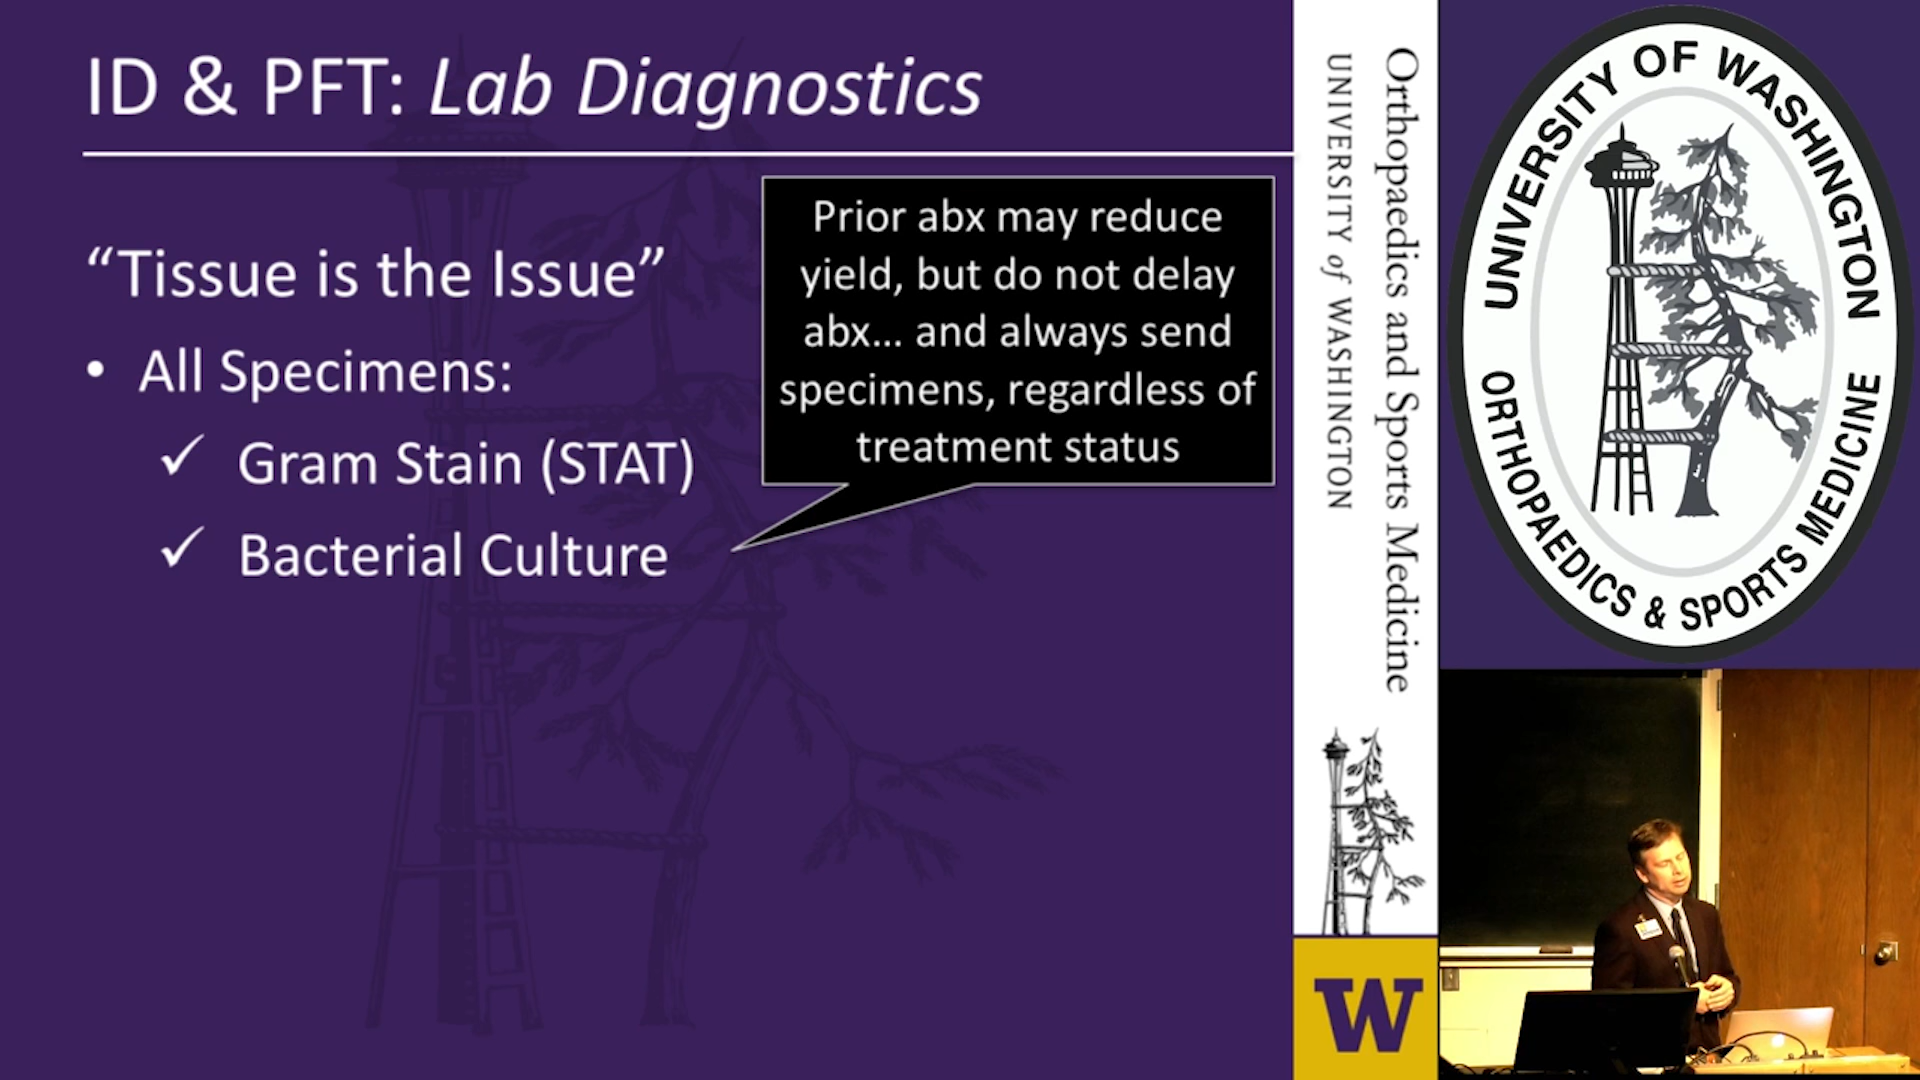 ID & PFT: Lab Diagnostics
“Tissue is the Issue”
• All Specimens:
✓ Gram Stain (STAT)
✓ Bacterial Culture
Prior abx may reduce
yield, but do not delay
abx... and always send
specimens, regardless of
treatment status
Orthopaedics and Sports Medicine
UNIVERSITY of WASHINGTON
W
UNIVERSITY OF WASHINGTON
ORTHOPAEDICS & SPORTS MEDICINE